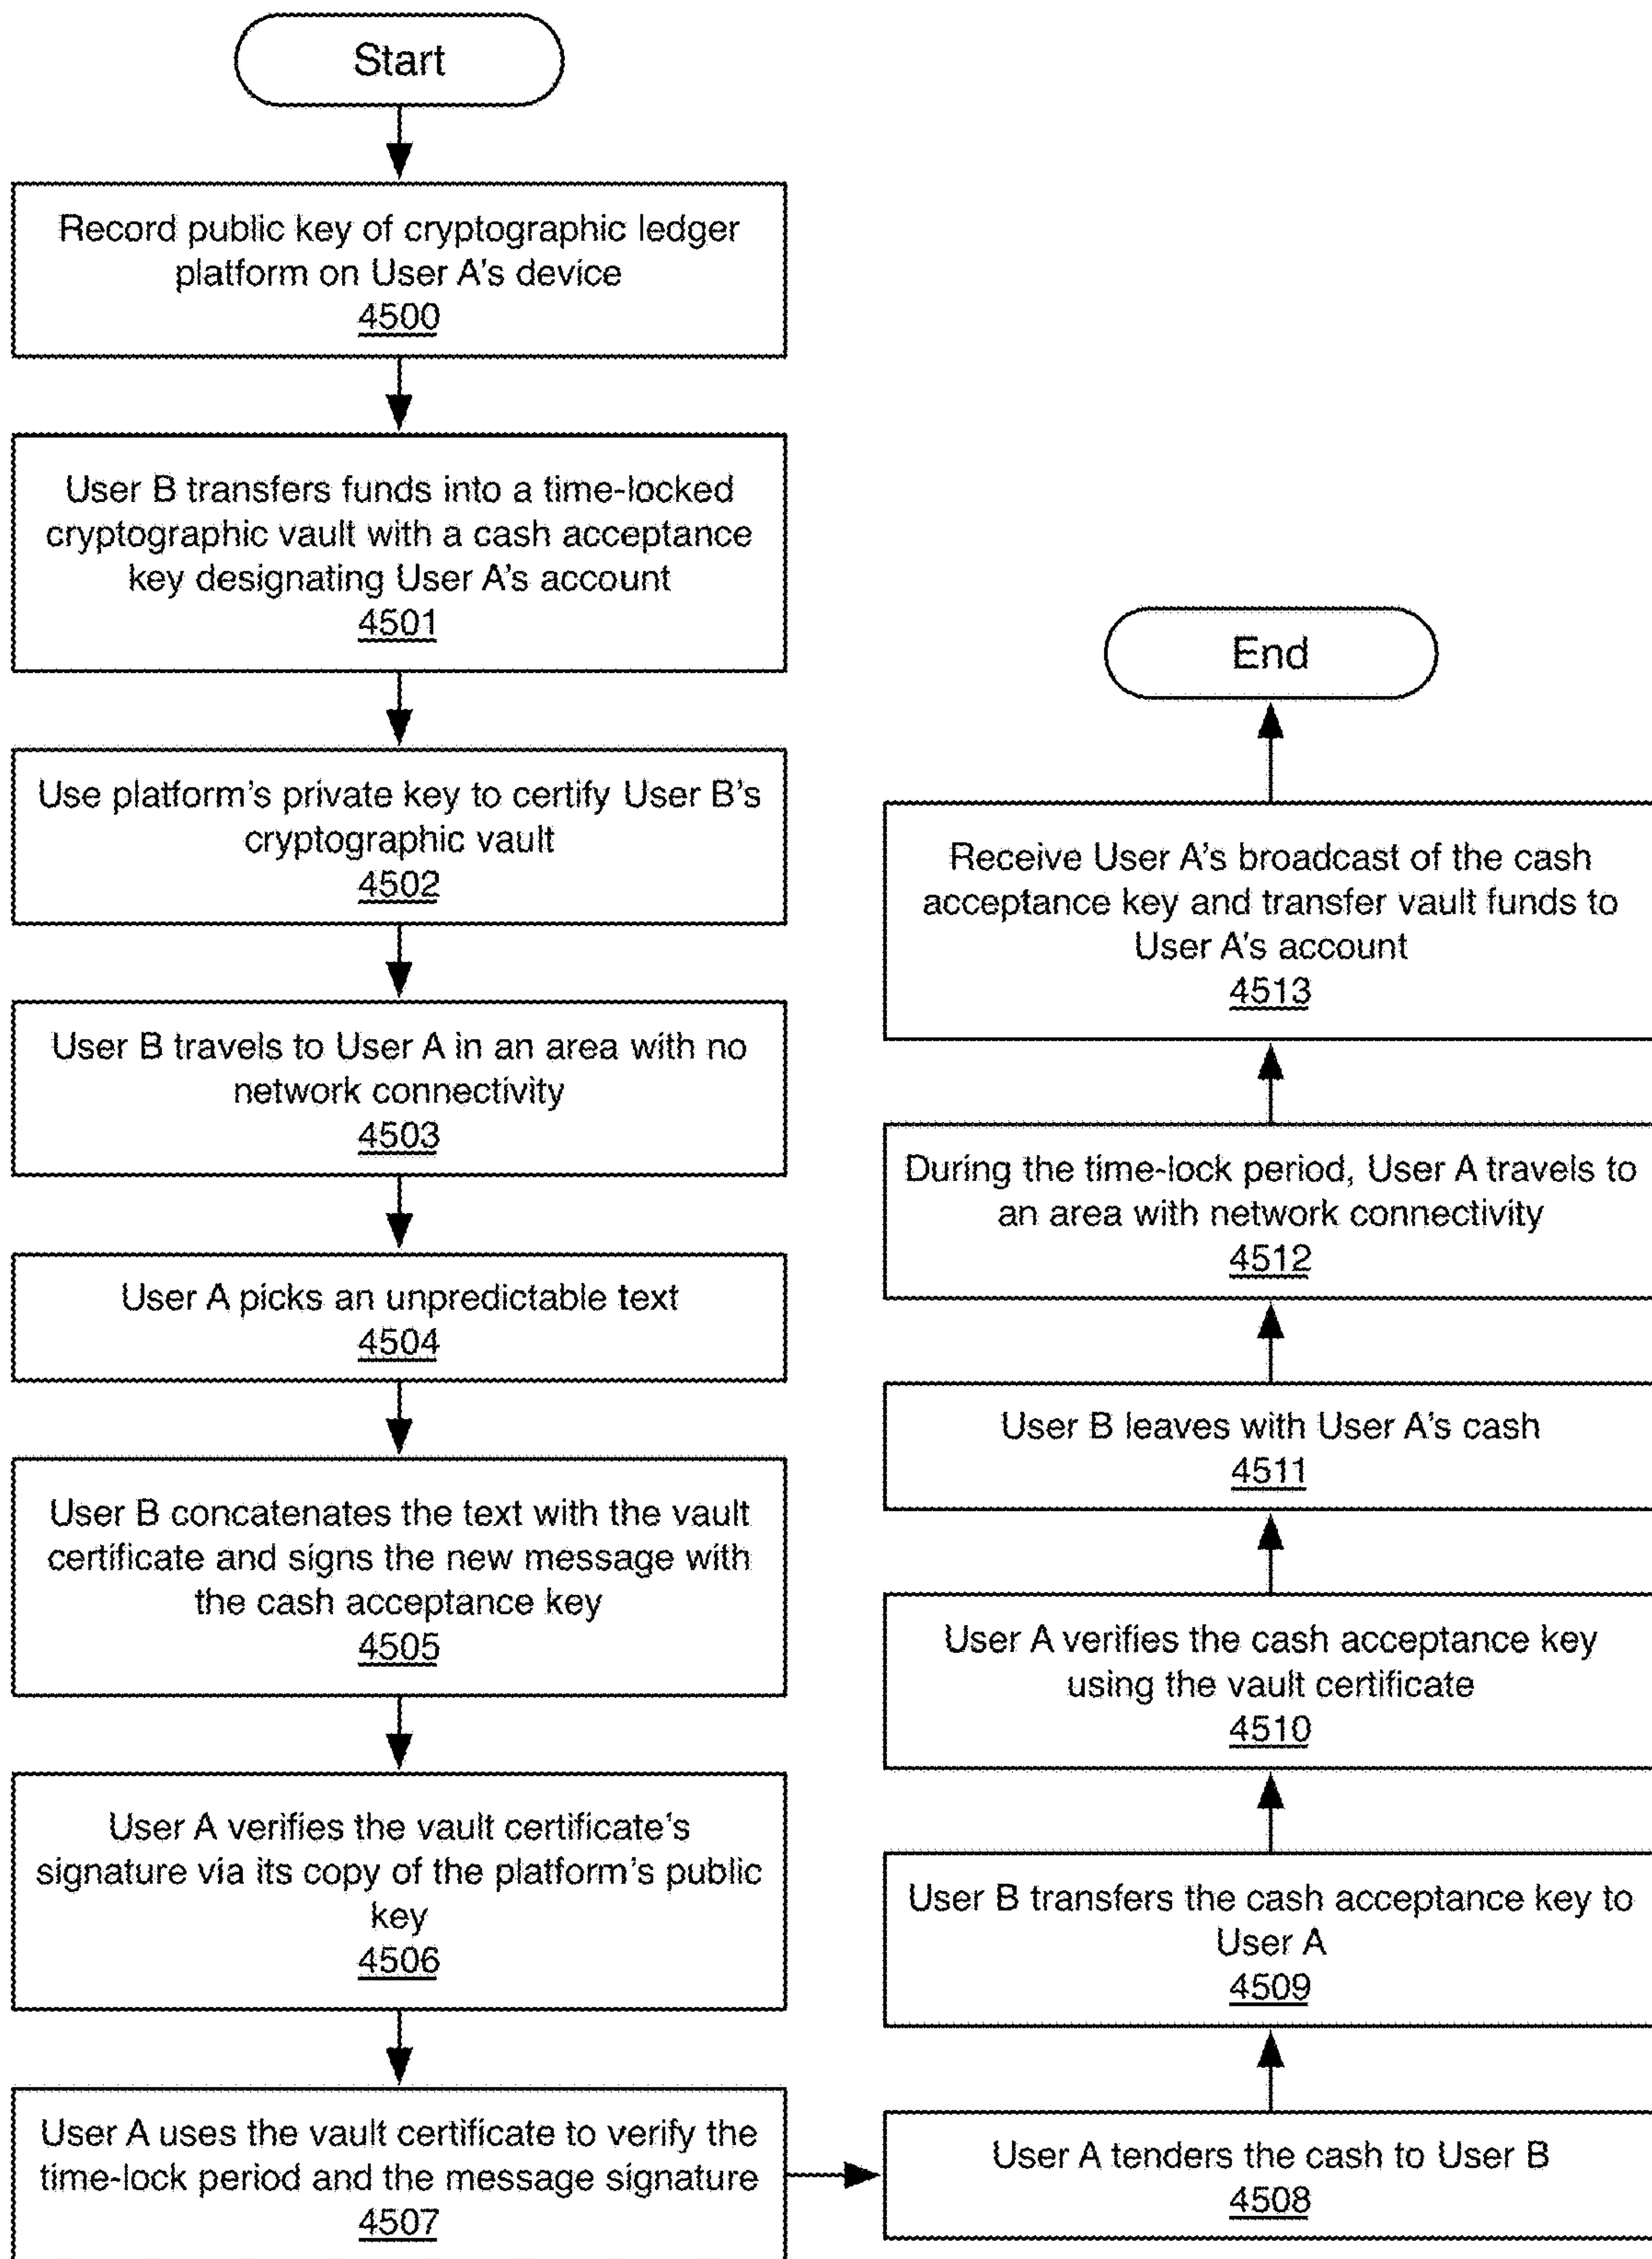 Start
Record public key of cryptographic ledger
platform on User A's device
4500
User B transfers funds into a time-locked
cryptographic vault with a cash acceptance
key designating User A's account
4501
Use platform's private key to certify User B's
cryptographic vault
4502
User B travels to User A in an area with no
network connectivity
4503
User A picks an unpredictable text
4504
User B concatenates the text with the vault
certificate and signs the new message with
the cash acceptance key
4505
User A verifies the vault certificate's
signature via its copy of the platform's public
key
4506
User A uses the vault certificate to verify the
time-lock period and the message signature
4507
User A tenders the cash to User B
4508
User B transfers the cash acceptance key to
User A
4509
User A verifies the cash acceptance key
using the vault certificate
4510
User B leaves with User A's cash
4511
During the time-lock period, User A travels to
an area with network connectivity
4512
Receive User A's broadcast of the cash
acceptance key and transfer vault funds to
User A's account
4513
End